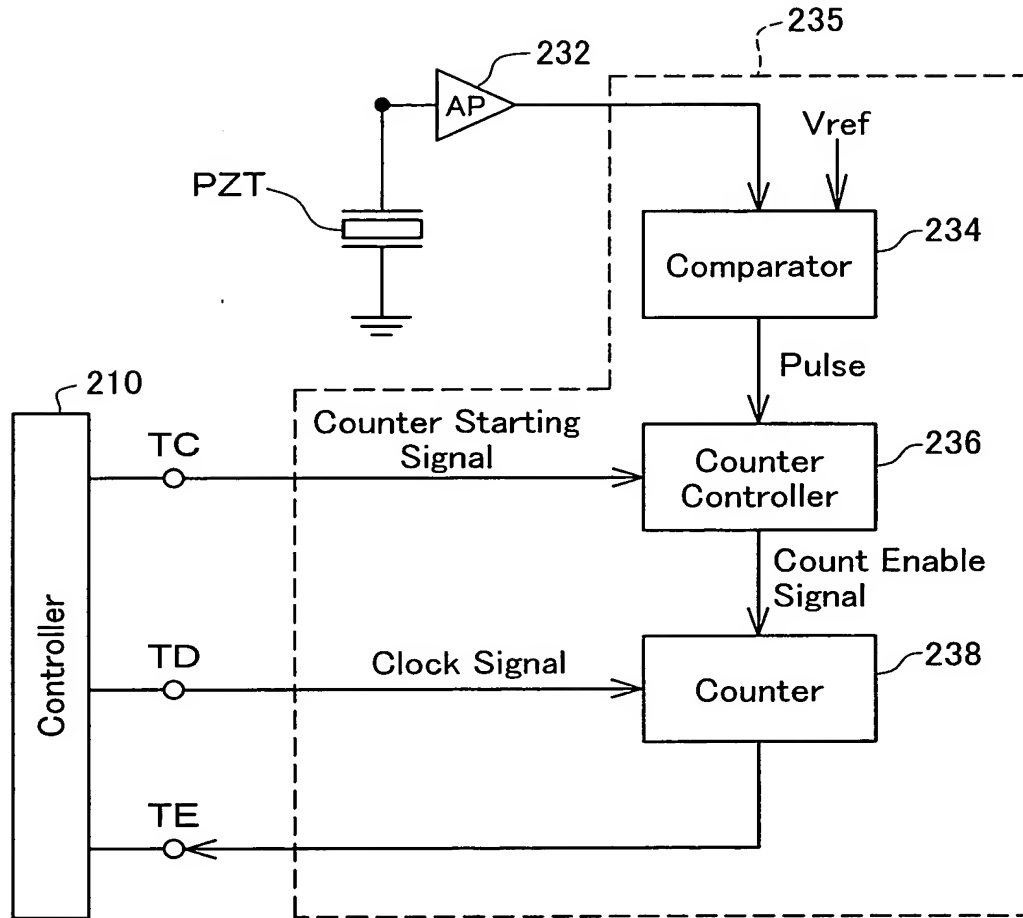 235
232
AP
Vref
PZT
234
Comparator
210
Pulse
TC
Counter Starting
Signal
236
Counter
Controller
Count Enable
Signal
Controller
TD
Clock Signal
238
Counter
TE